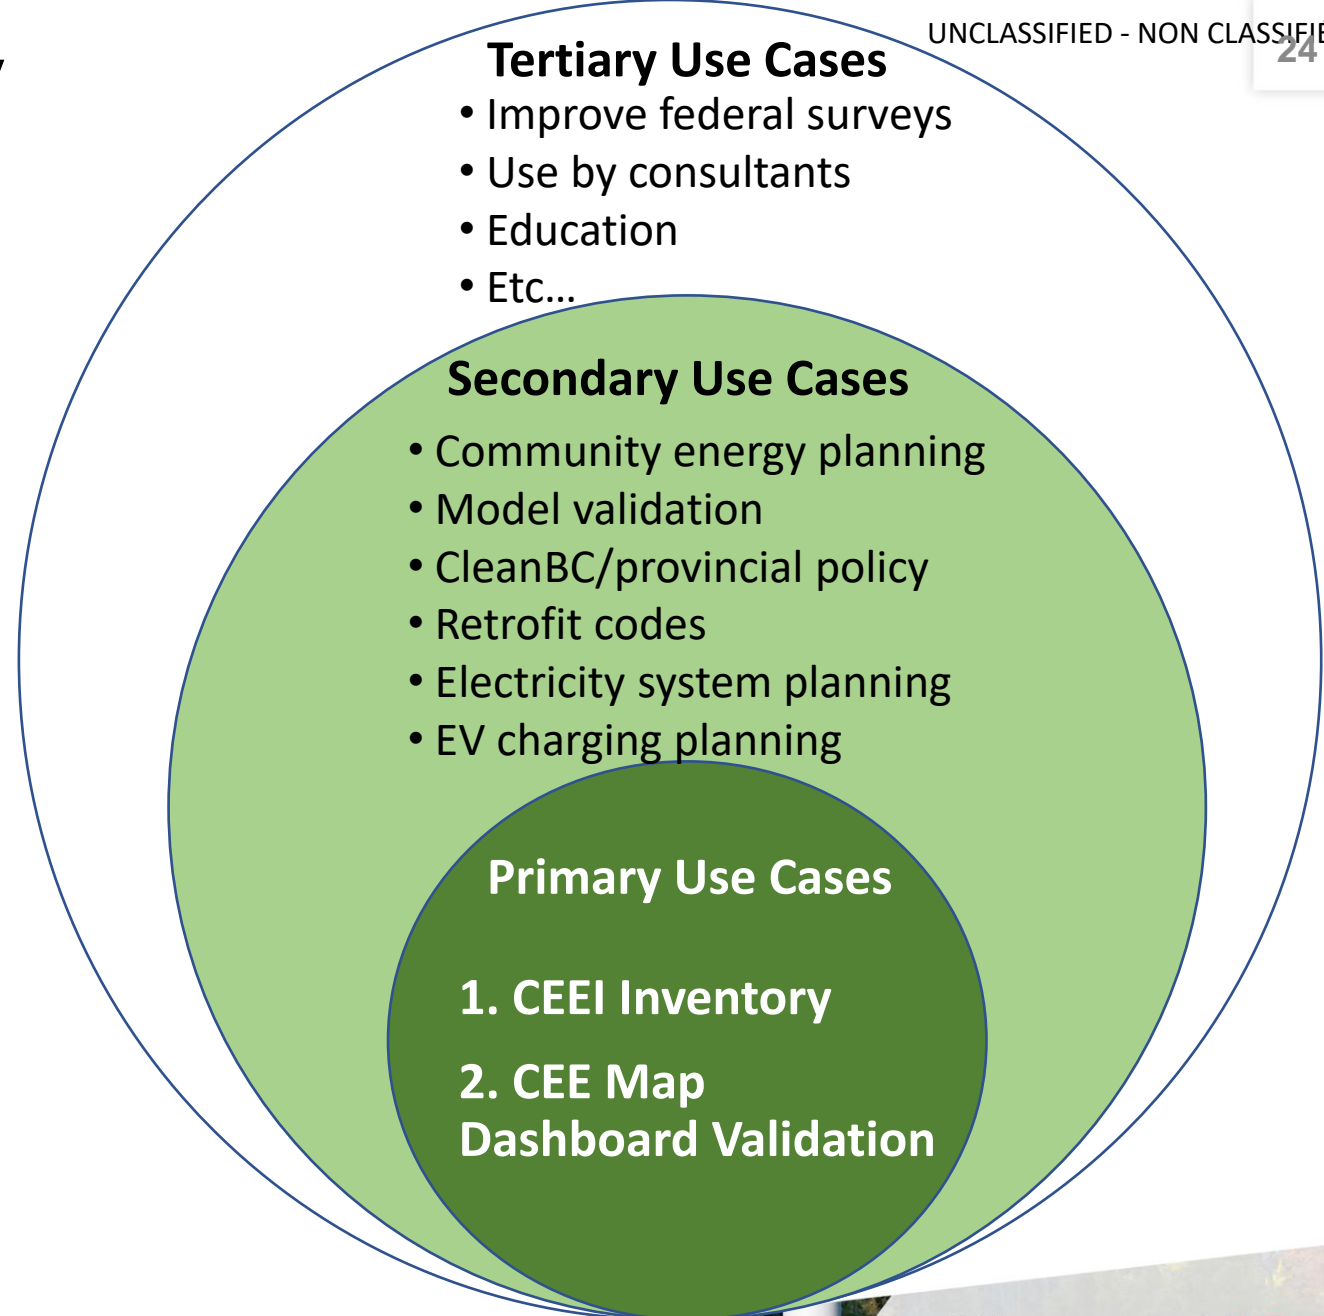 UNCLASSIFIED - NON CLASSIFIÉ
24
Tertiary Use Cases
• Improve federal surveys
• Use by consultants
• Education
• Etc...
Secondary Use Cases
• Community energy planning
• Model validation
• CleanBC/provincial policy
• Retrofit codes
• Electricity system planning
• EV charging planning
Primary Use Cases
1. CEEI Inventory
2. CEE Map
Dashboard Validation